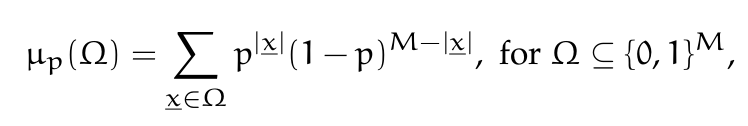 μ_p(Ω) = ∑_{x̲∈Ω} p^{|x̲|}(1 − p)^{M−|x̲|}, for Ω ⊆ {0, 1}^M,